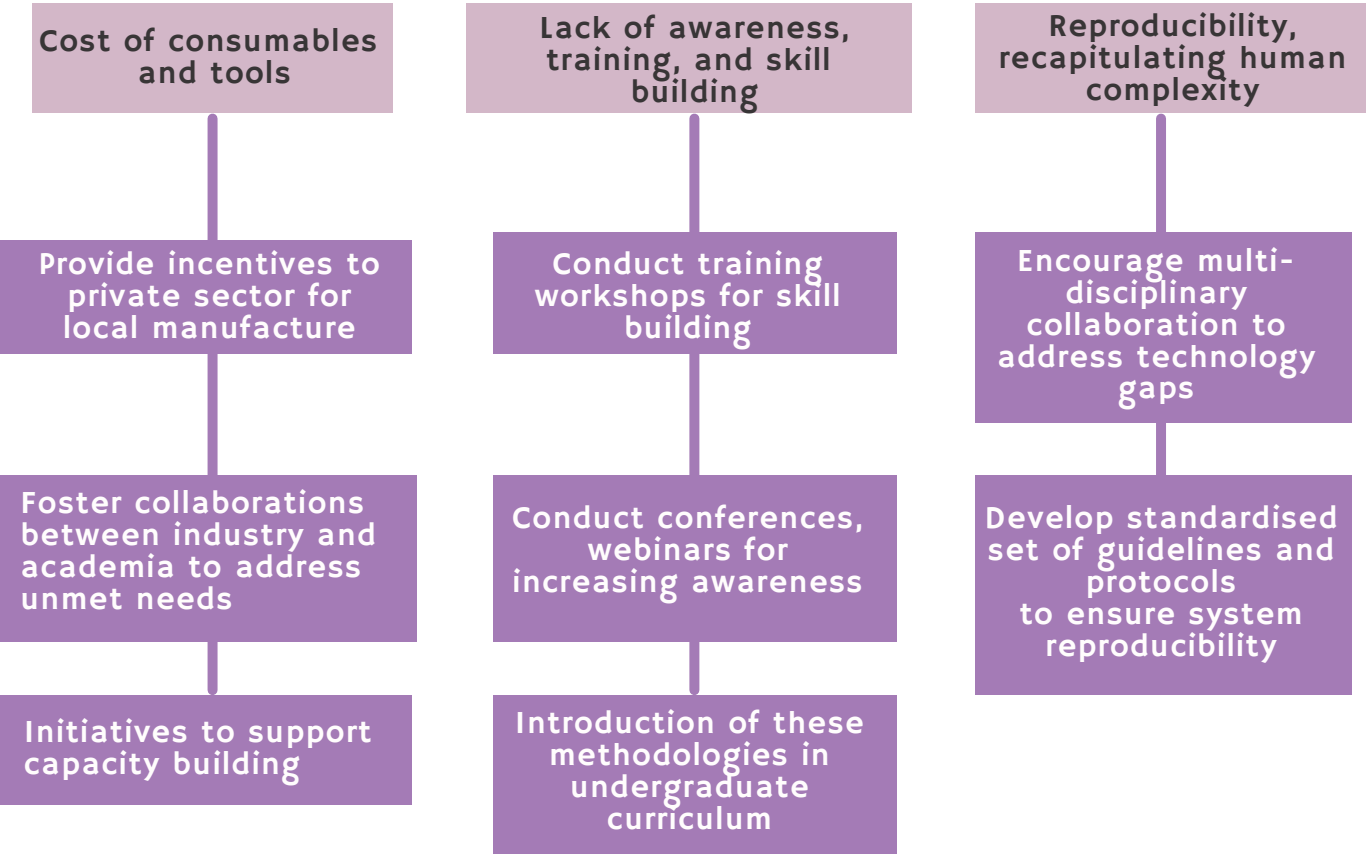 Cost of consumables
and tools
Provide incentives to
private sector for
local manufacture
Foster collaborations
between industry and
academia to address
unmet needs
Initiatives to support
capacity building
Lack of awareness,
training, and skill
building
Conduct training
workshops for skill
building
Conduct conferences,
webinars for
increasing awareness
Introduction of these
methodologies in
undergraduate
curriculum
Reproducibility,
recapitulating human
complexity
Encourage multi-
disciplinary
collaboration to
address technology
gaps
Develop standardised
set of guidelines and
protocols
to ensure system
reproducibility